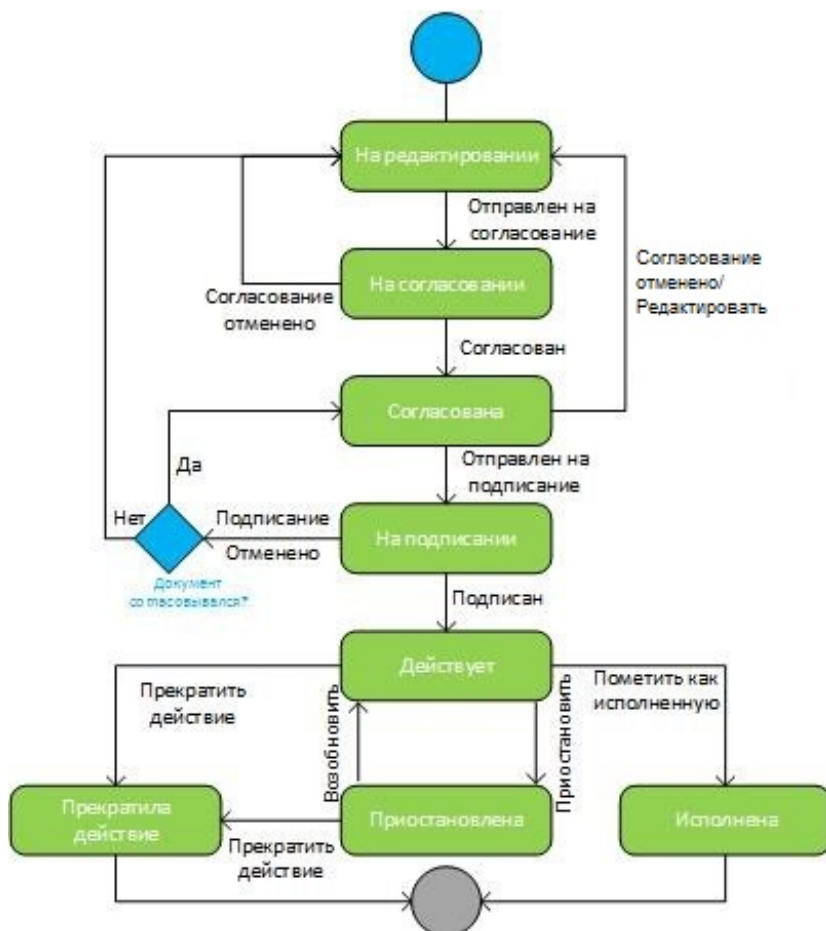 На редактировании
Отправлен на
согласование
Согласование
отменено/
Редактировать
На согласовании
Согласование
отменено
Согласован
Согласована
Да
Отправлен на
подписание
Нет
Подписание
Отменено
На подписании
Документ
согласовывался?
Подписан
Действует
Прекратить
действие
Пометить как
исполненную
Возобновить
Приостановить
Прекратила
действие
Приостановлена
Исполнена
Прекратить
действие